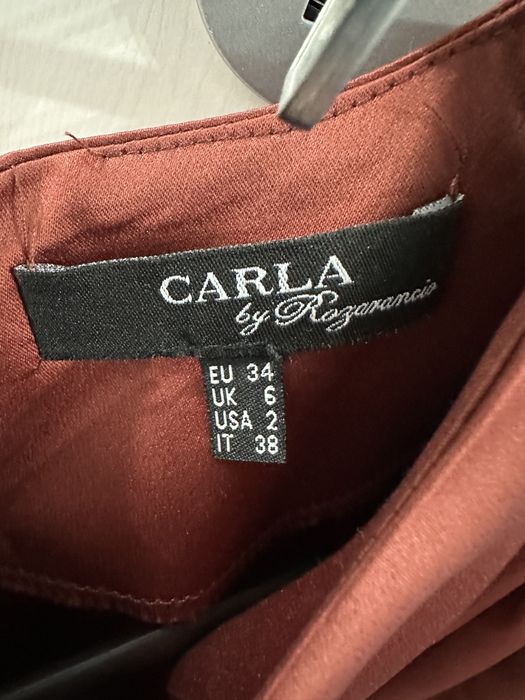 CARLA
by Rozarancio
EU 34
UK 6
USA 2
IT 38